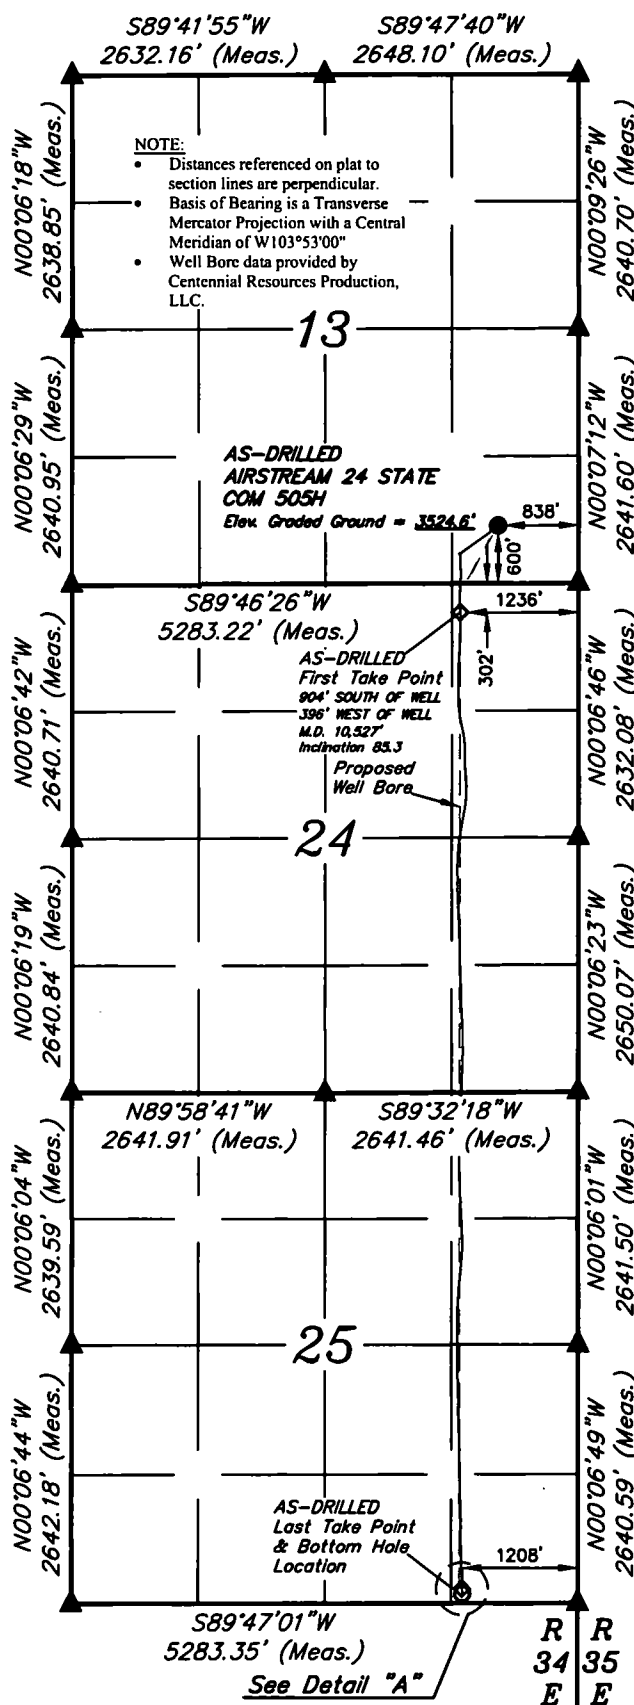 S89°41'55"W
2632.16' (Meas.)
S89°47'40"W
2648.10' (Meas.)
N00°06'18"W
2638.85' (Meas.)
NOTE:
• Distances referenced on plat to
section lines are perpendicular.
• Basis of Bearing is a Transverse
Mercator Projection with a Central
Meridian of W103°53'00"
• Well Bore data provided by
Centennial Resources Production,
LLC.
N00°09'26"W
2640.70' (Meas.)
13
N00°06'29"W
2640.95' (Meas.)
AS-DRILLED
AIRSTREAM 24 STATE
COM 505H
Elev. Graded Ground = 3524.6'
838'
600'
N00°07'12"W
2641.60' (Meas.)
S89°46'26"W
5283.22' (Meas.)
1236'
302'
N00°06'42"W
2640.71' (Meas.)
AS-DRILLED
First Take Point
904' SOUTH OF WELL
396' WEST OF WELL
M.D. 10,527'
Inclination 85.3
Proposed
Well Bore
N00°06'46"W
2632.08' (Meas.)
24
N00°06'19"W
2640.84' (Meas.)
N00°06'23"W
2650.07' (Meas.)
N89°58'41"W
2641.91' (Meas.)
S89°32'18"W
2641.46' (Meas.)
N00°06'04"W
2639.59' (Meas.)
N00°06'01"W
2641.50' (Meas.)
25
N00°06'44"W
2642.18' (Meas.)
AS-DRILLED
Last Take Point
& Bottom Hole
Location
1208'
N00°06'49"W
2640.59' (Meas.)
S89°47'01"W
5283.35' (Meas.)
See Detail "A"
R R
34 35
E E